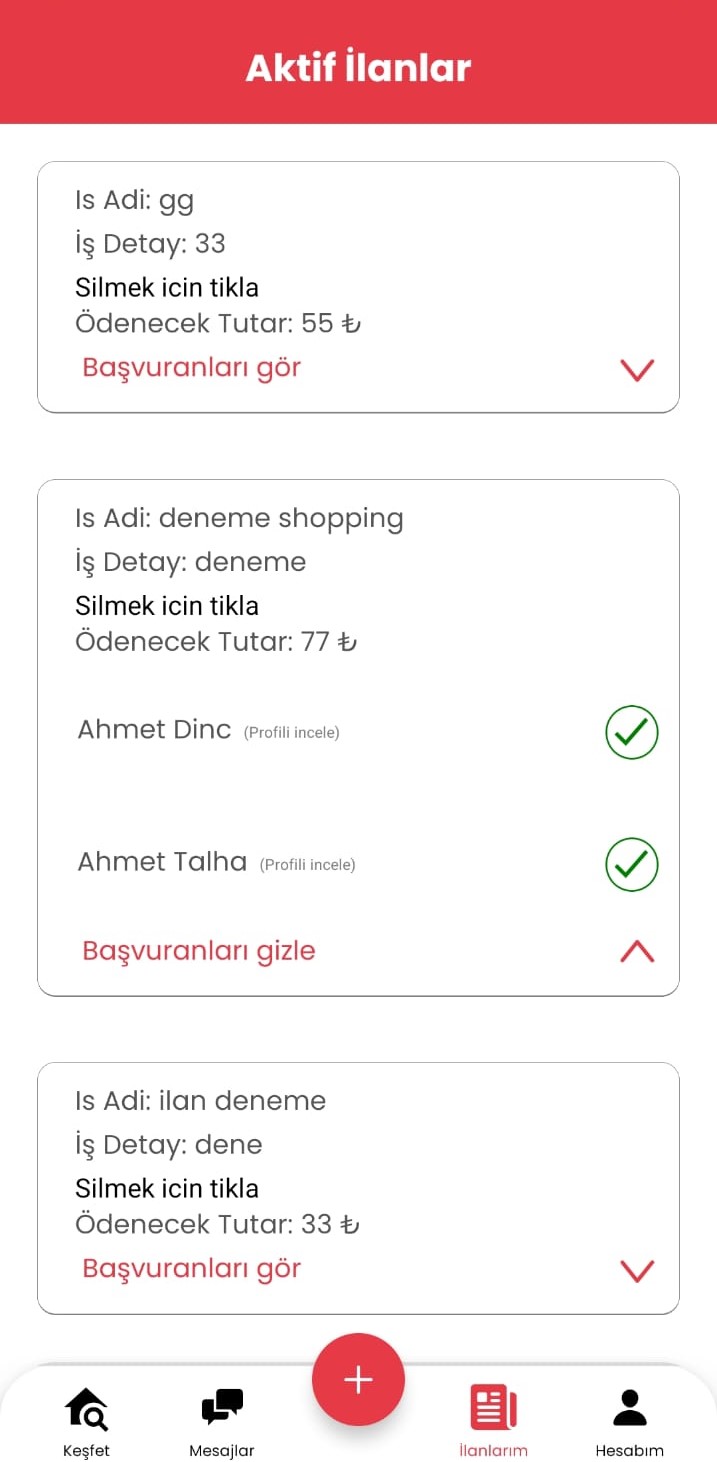 Aktif İlanlar
Is Adi: gg
İş Detay: 33
Silmek icin tikla
Ödenecek Tutar: 55 ₺
Başvuranları gör
Is Adi: deneme shopping
İş Detay: deneme
Silmek icin tikla
Ödenecek Tutar: 77 ₺
Ahmet Dinc (Profili incele)
Ahmet Talha (Profili incele)
Başvuranları gizle
Is Adi: ilan deneme
İş Detay: dene
Silmek icin tikla
Ödenecek Tutar: 33 ₺
Başvuranları gör
Keşfet
Mesajlar
İlanlarım
Hesabım